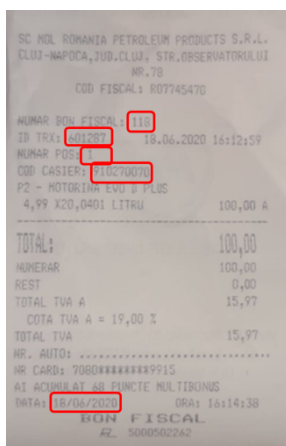 SC MOL ROMANIA PETROLEUM PRODUCTS S.R.L.
CLUJ-NAPOCA,JUD.CLUJ, STR.OBSERVATORULUI
NR.78
COD FISCAL: RO7745470
NUMAR BON FISCAL: 118
ID TRX: 601287 18.06.2020 16:12:59
NUMAR POS: 1
COD CASIER: 910270070
P2 - MOTORINA EVO D PLUS
4,99 X20,0401 LITRU 100,00 A
TOTAL: 100,00
NUMERAR 100,00
REST 0,00
TOTAL TVA A 15,97
COTA TVA A = 19,00 %
TOTAL TVA 15,97
NR. AUTO: ..............................
NR CARD: 7080********9915
AI ACUMULAT 68 PUNCTE MULTIBONUS
DATA: 18/06/2020 ORA: 16:14:38
BON FISCAL
5000502262